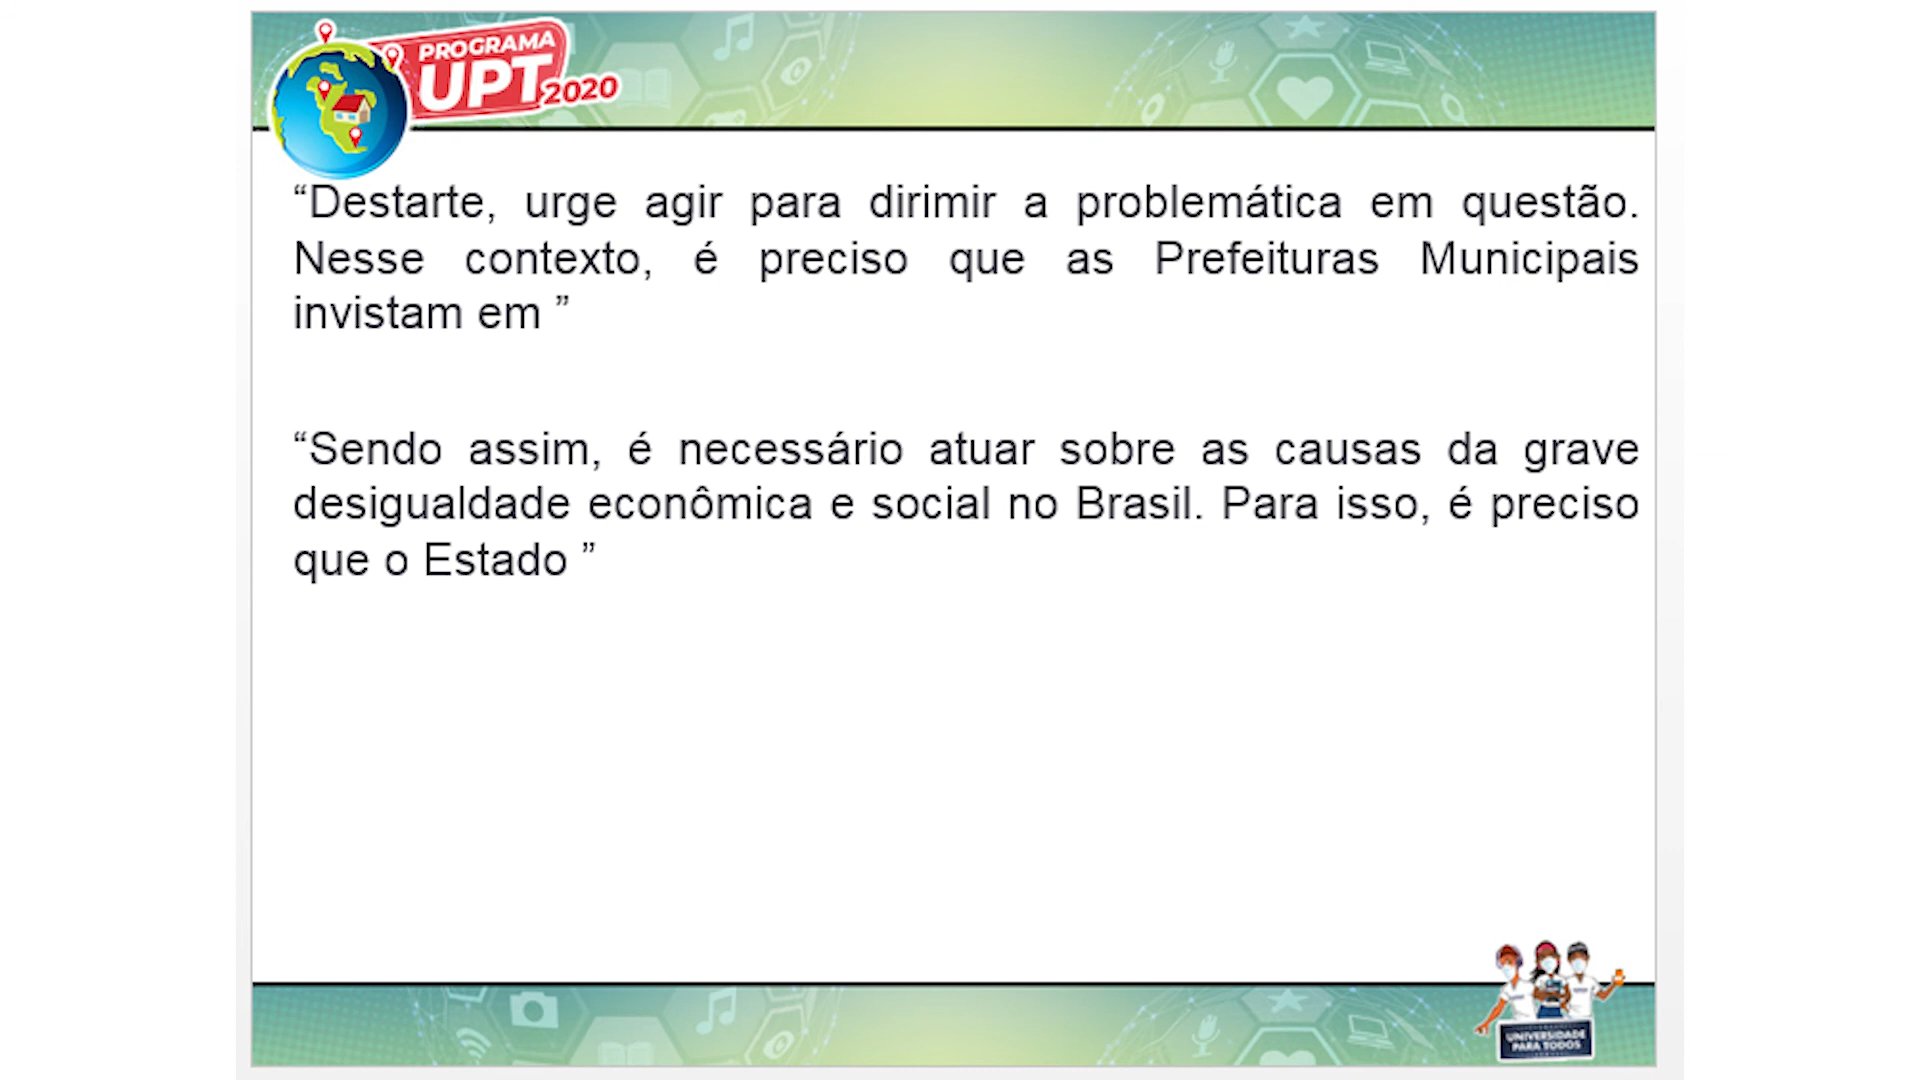 PROGRAMA
UPT 2020
“Destarte, urge agir para dirimir a problemática em questão.
Nesse contexto, é preciso que as Prefeituras Municipais
invistam em ”
“Sendo assim, é necessário atuar sobre as causas da grave
desigualdade econômica e social no Brasil. Para isso, é preciso
que o Estado ”
UNIVERSIDADE
PARA TODOS